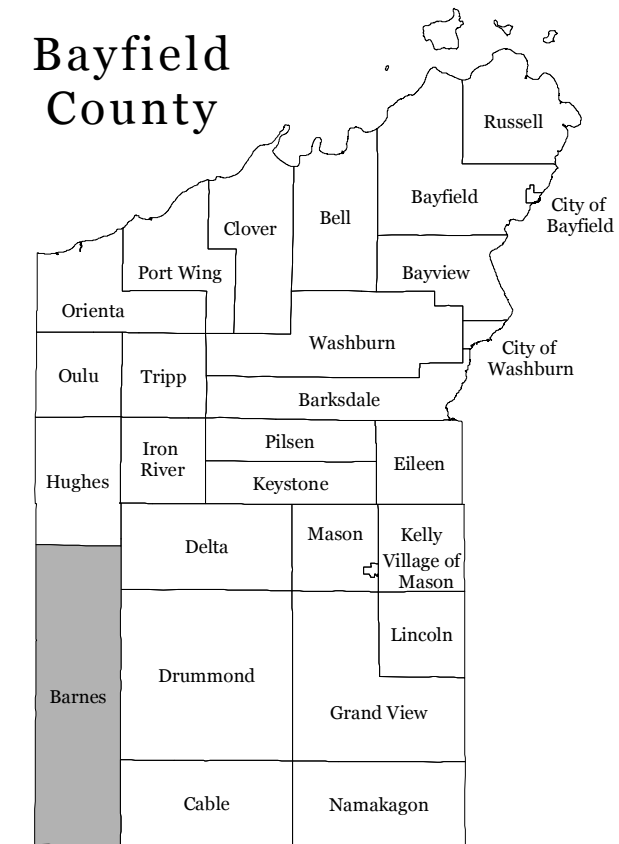 Bayfield
County
Russell
Bayfield
City of
Bayfield
Bell
Clover
Port Wing
Bayview
Orienta
Washburn
City of
Washburn
Oulu
Tripp
Barksdale
Iron
River
Pilsen
Eileen
Hughes
Keystone
Delta
Mason
Kelly
Village of
Mason
Lincoln
Drummond
Barnes
Grand View
Cable
Namakagon